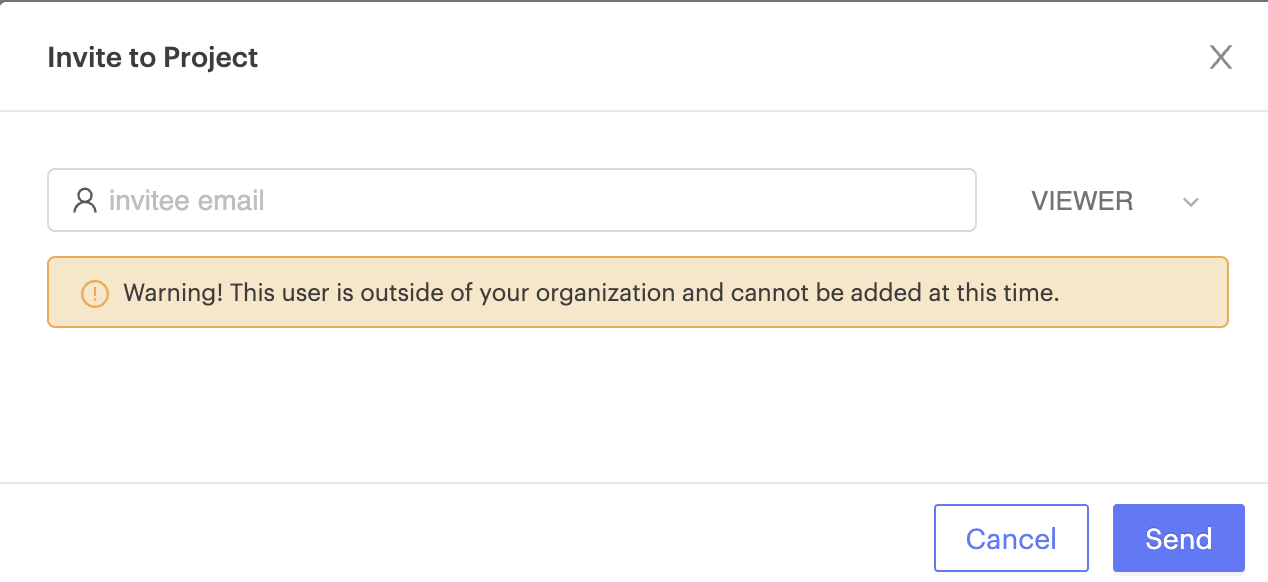 Invite to Project
invitee email
VIEWER
Warning! This user is outside of your organization and cannot be added at this time.
Cancel
Send